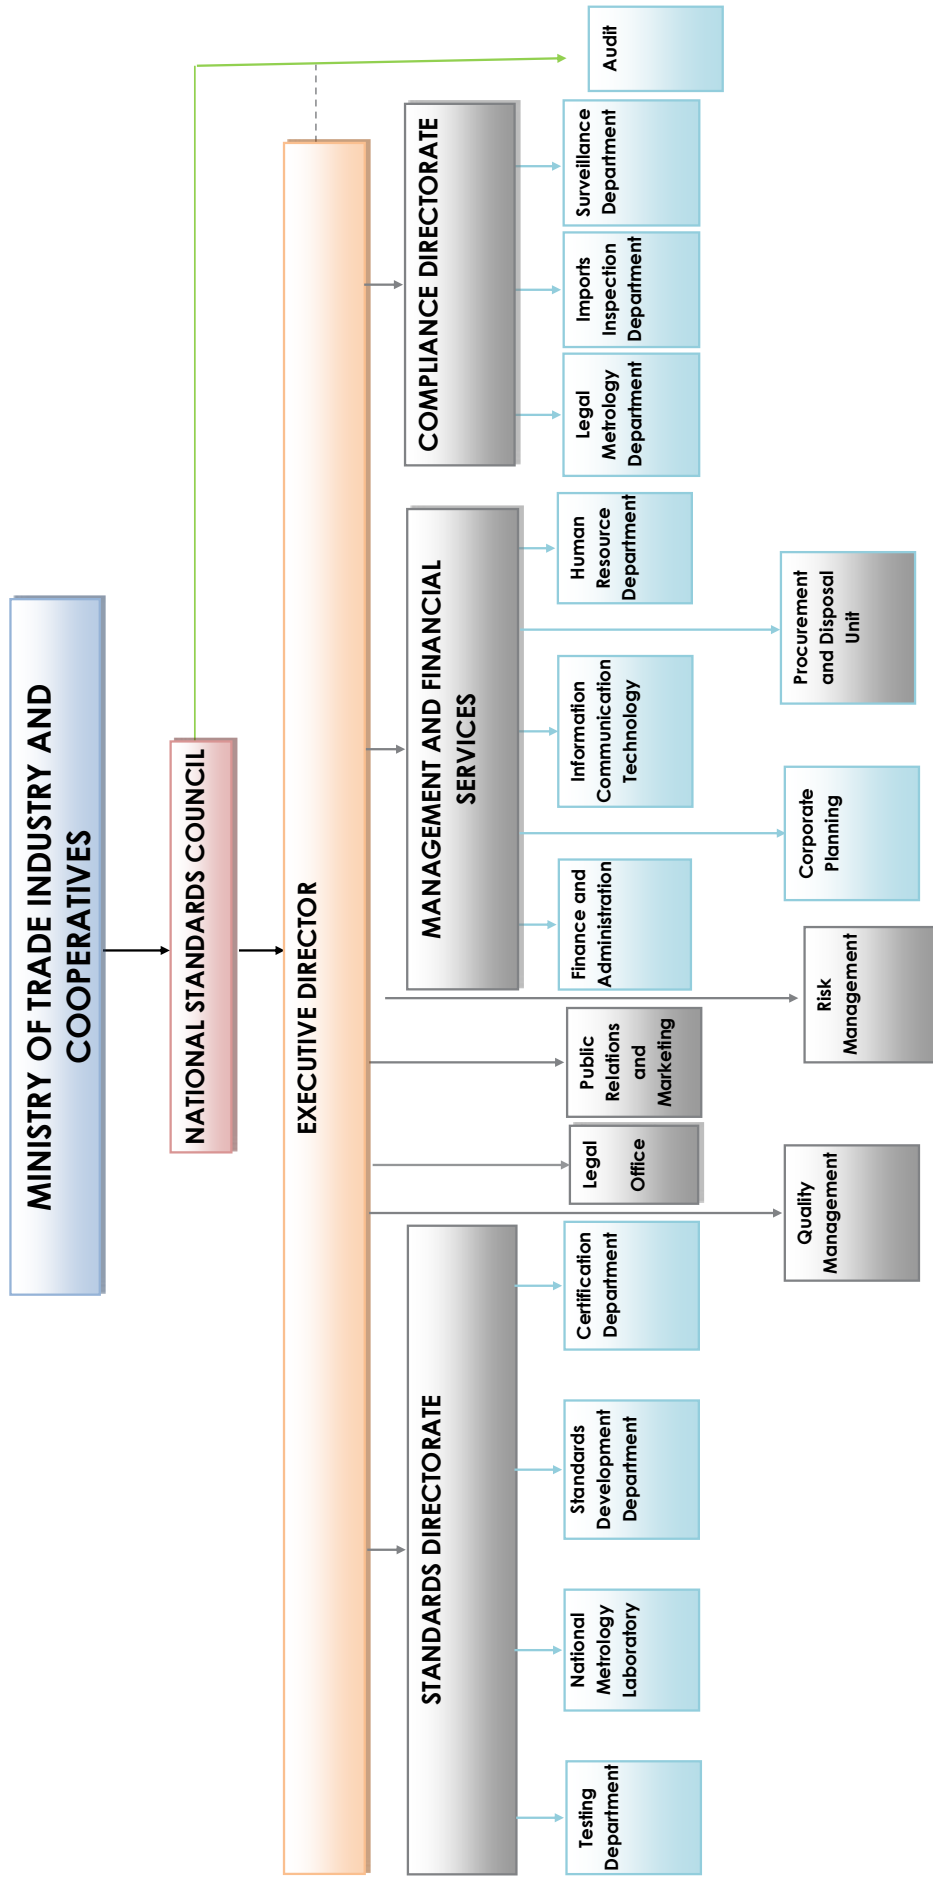 MINISTRY OF TRADE INDUSTRY AND
COOPERATIVES
NATIONAL STANDARDS COUNCIL
EXECUTIVE DIRECTOR
STANDARDS DIRECTORATE
MANAGEMENT AND FINANCIAL
SERVICES
COMPLIANCE DIRECTORATE
Testing
Department
National
Metrology
Laboratory
Standards
Development
Department
Certification
Department
Legal
Office
Public
Relations
and
Marketing
Finance and
Administration
Information
Communication
Technology
Human
Resource
Department
Legal
Metrology
Department
Imports
Inspection
Department
Surveillance
Department
Audit
Quality
Management
Risk
Management
Corporate
Planning
Procurement
and Disposal
Unit